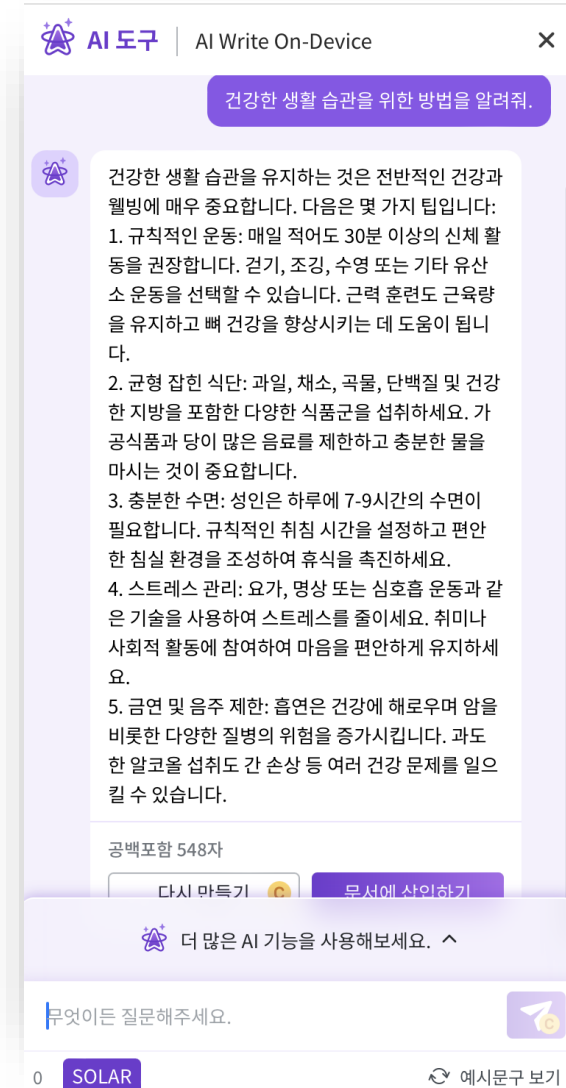 AI 도구 | AI Write On-Device
건강한 생활 습관을 위한 방법을 알려줘.
건강한 생활 습관을 유지하는 것은 전반적인 건강과
웰빙에 매우 중요합니다. 다음은 몇 가지 팁입니다:
1. 규칙적인 운동: 매일 적어도 30분 이상의 신체 활
동을 권장합니다. 걷기, 조깅, 수영 또는 기타 유산
소 운동을 선택할 수 있습니다. 근력 훈련도 근육량
을 유지하고 뼈 건강을 향상시키는 데 도움이 됩니
다.
2. 균형 잡힌 식단: 과일, 채소, 곡물, 단백질 및 건강
한 지방을 포함한 다양한 식품군을 섭취하세요. 가
공식품과 당이 많은 음료를 제한하고 충분한 물을
마시는 것이 중요합니다.
3. 충분한 수면: 성인은 하루에 7-9시간의 수면이
필요합니다. 규칙적인 취침 시간을 설정하고 편안
한 침실 환경을 조성하여 휴식을 촉진하세요.
4. 스트레스 관리: 요가, 명상 또는 심호흡 운동과 같
은 기술을 사용하여 스트레스를 줄이세요. 취미나
사회적 활동에 참여하여 마음을 편안하게 유지하세
요.
5. 금연 및 음주 제한: 흡연은 건강에 해로우며 암을
비롯한 다양한 질병의 위험을 증가시킵니다. 과도
한 알코올 섭취도 간 손상 등 여러 건강 문제를 일으
킬 수 있습니다.
공백포함 548자
다시 만들기 C 문서에 삽입하기
더 많은 AI 기능을 사용해보세요.
무엇이든 질문해주세요. C
0 SOLAR 예시문구 보기